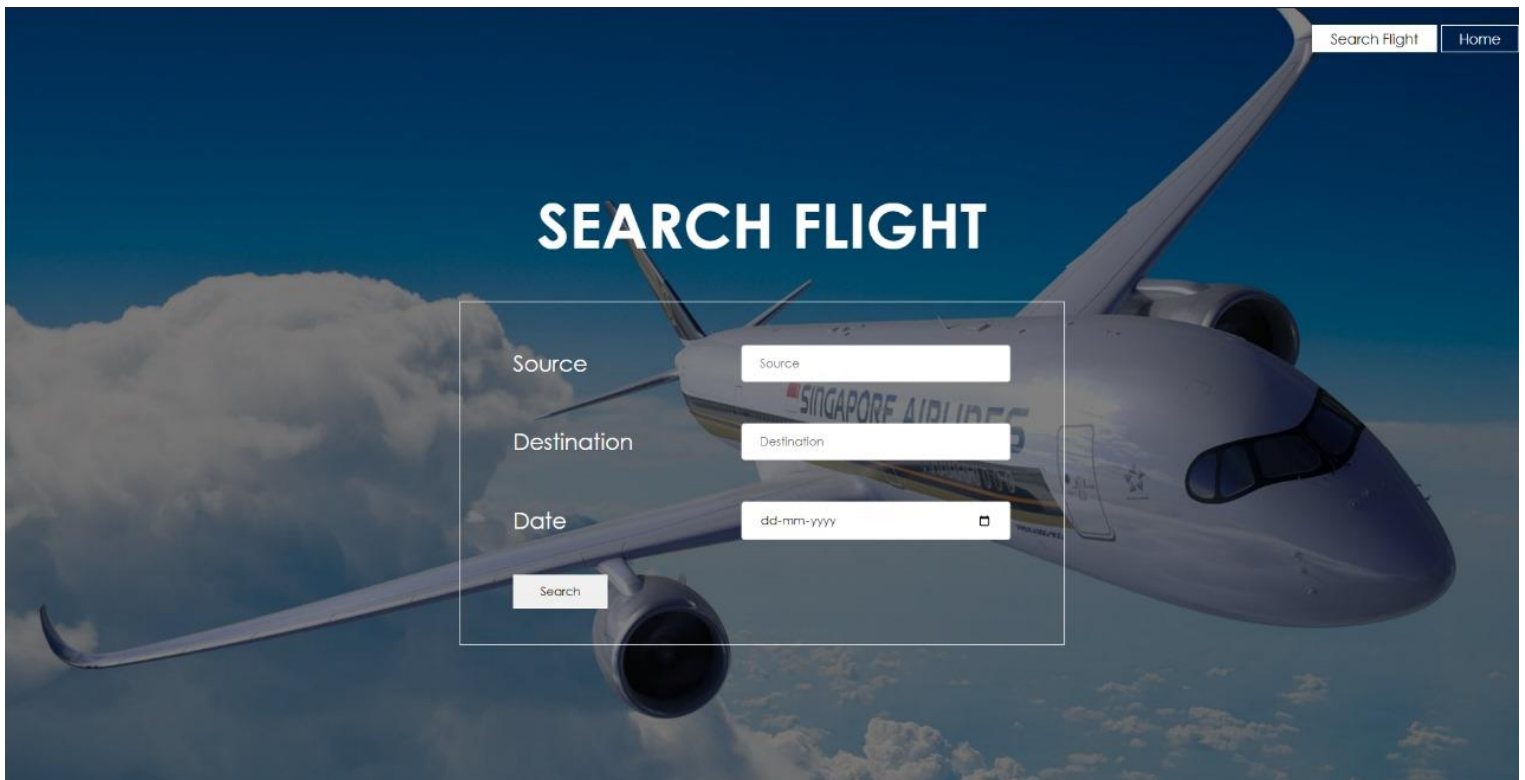 Search Flight Home
SEARCH FLIGHT
Source Source
SINGAPORE AIRLINES
Destination Destination
Date dd-mm-yyyy
Search